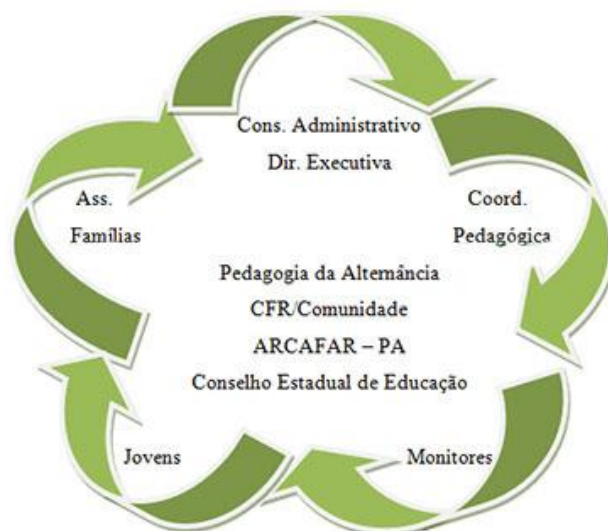 Cons. Administrativo
Dir. Executiva
Ass.
Famílias
Coord.
Pedagógica
Pedagogia da Alternância
CFR/Comunidade
ARCAFAR – PA
Conselho Estadual de Educação
Jovens
Monitores